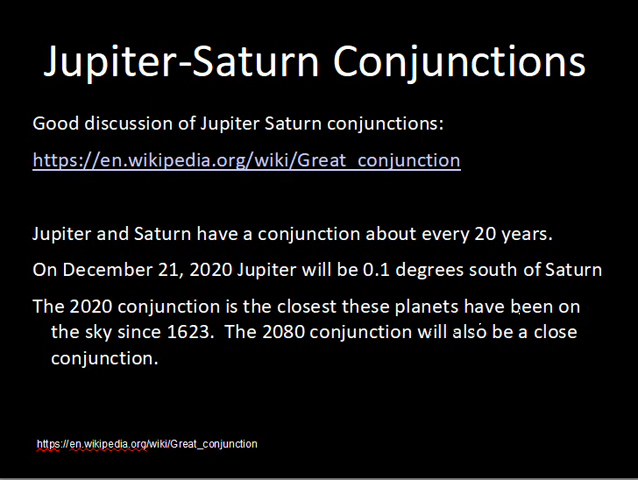 Jupiter-Saturn Conjunctions
Good discussion of Jupiter Saturn conjunctions:
https://en.wikipedia.org/wiki/Great_conjunction
Jupiter and Saturn have a conjunction about every 20 years.
On December 21, 2020 Jupiter will be 0.1 degrees south of Saturn
The 2020 conjunction is the closest these planets have been on
the sky since 1623.  The 2080 conjunction will also be a close
conjunction.
https://en.wikipedia.org/wiki/Great_conjunction